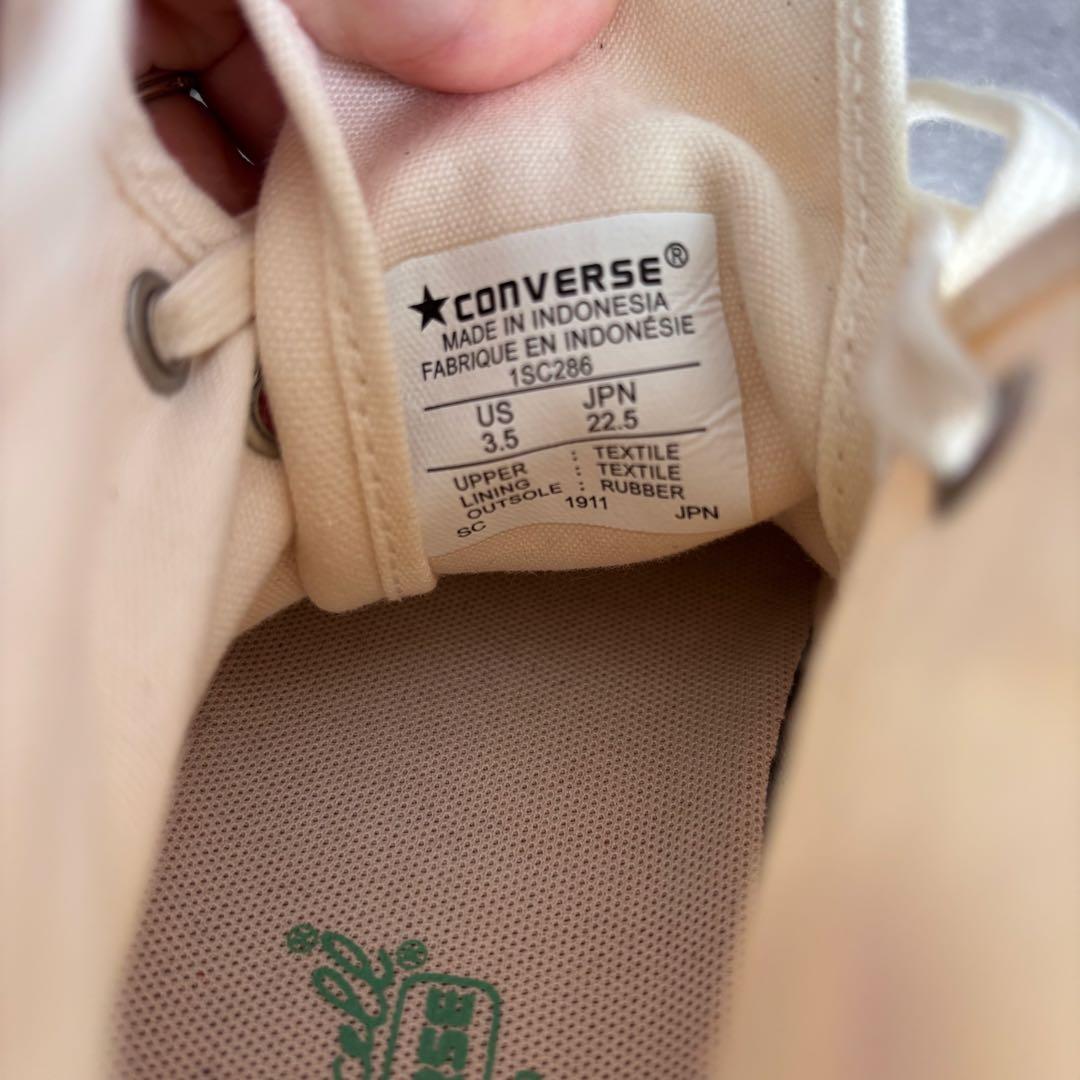 ★CONVERSE®
MADE IN INDONESIA
FABRIQUE EN INDONÉSIE
1SC286
US JPN
3.5 22.5
UPPER : TEXTILE
LINING : TEXTILE
OUTSOLE : RUBBER
SC 1911 JPN